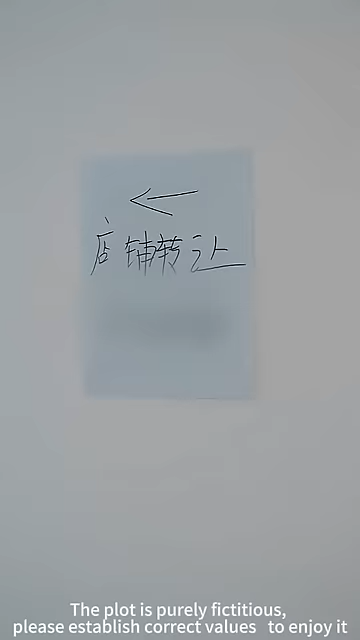 ←
店铺转让
The plot is purely fictitious,
please establish correct values to enjoy it